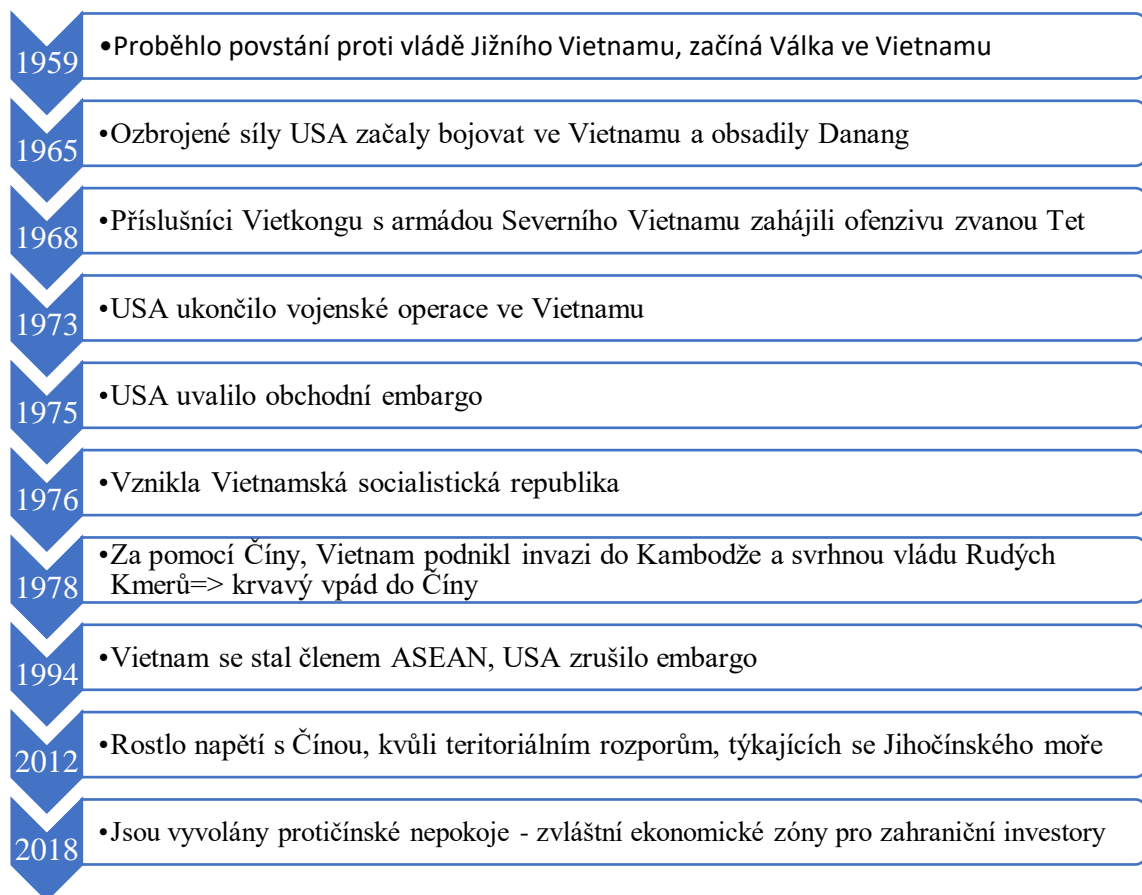 1959
•Proběhlo povstání proti vládě Jižního Vietnamu, začíná Válka ve Vietnamu
1965
•Ozbrojené síly USA začaly bojovat ve Vietnamu a obsadily Danang
1968
•Příslušníci Vietkongu s armádou Severního Vietnamu zahájili ofenzivu zvanou Tet
1973
•USA ukončilo vojenské operace ve Vietnamu
1975
•USA uvalilo obchodní embargo
1976
•Vznikla Vietnamská socialistická republika
1978
•Za pomocí Číny, Vietnam podnikl invazi do Kambodže a svrhnou vládu Rudých
Kmerů=> krvavý vpád do Číny
1994
•Vietnam se stal členem ASEAN, USA zrušilo embargo
2012
•Rostlo napětí s Čínou, kvůli teritoriálním rozporům, týkajících se Jihočínského moře
2018
•Jsou vyvolány protičínské nepokoje - zvláštní ekonomické zóny pro zahraniční investory